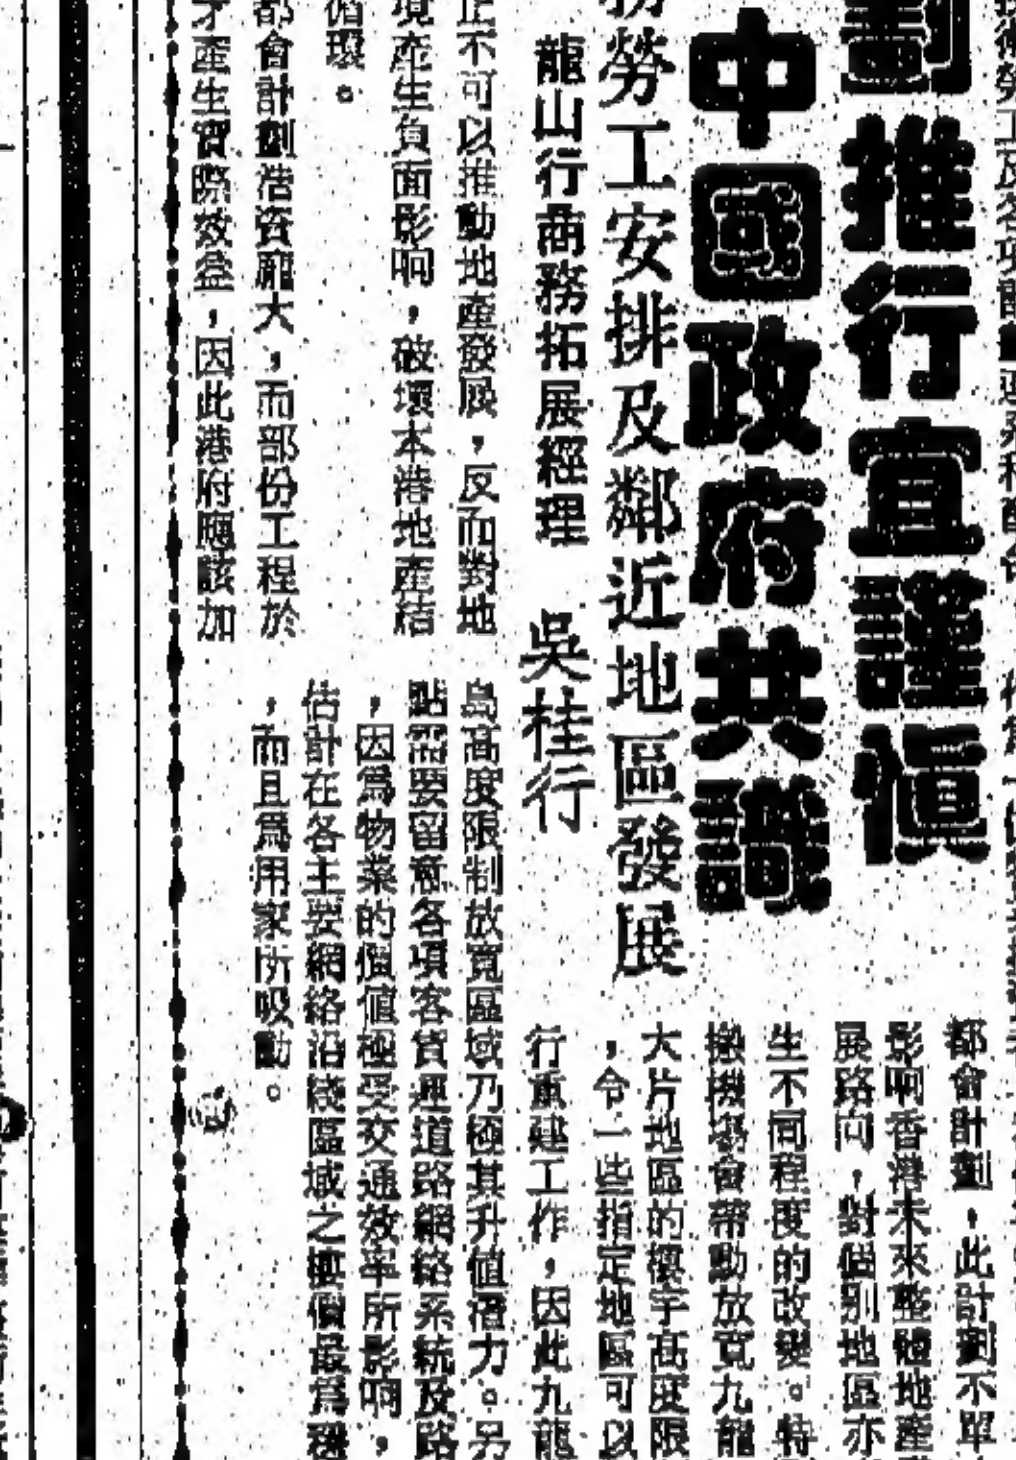 劃推行宜謹慎
中國政府共識
勞工安排及鄰近地區發展
龍山行商務拓展經理 吳桂行
都會計劃，此計劃不單
影响香港未來整體地產
展路向，對個別地區亦
生不同程度的改變。特
搬機場會帶動放寬九龍
大片地區的樓宇高度限
，令一些指定地區可以
行重建工作，因此九龍
止不可以推動地產發展，反而對地
境產生負面影响，破壞本港地產結
循環。
都會計劃浩資龐大，而部份工程於
才產生實際效益，因此港府應該加
島高度限制放寬區域乃極其升值潛力。另
點需要留意各項客貨運道路網絡系統及路
，因爲物業的價值極受交通效率所影响，
估計在各主要網絡沿綫區域之樓價最爲
，而且爲用家所吸動。